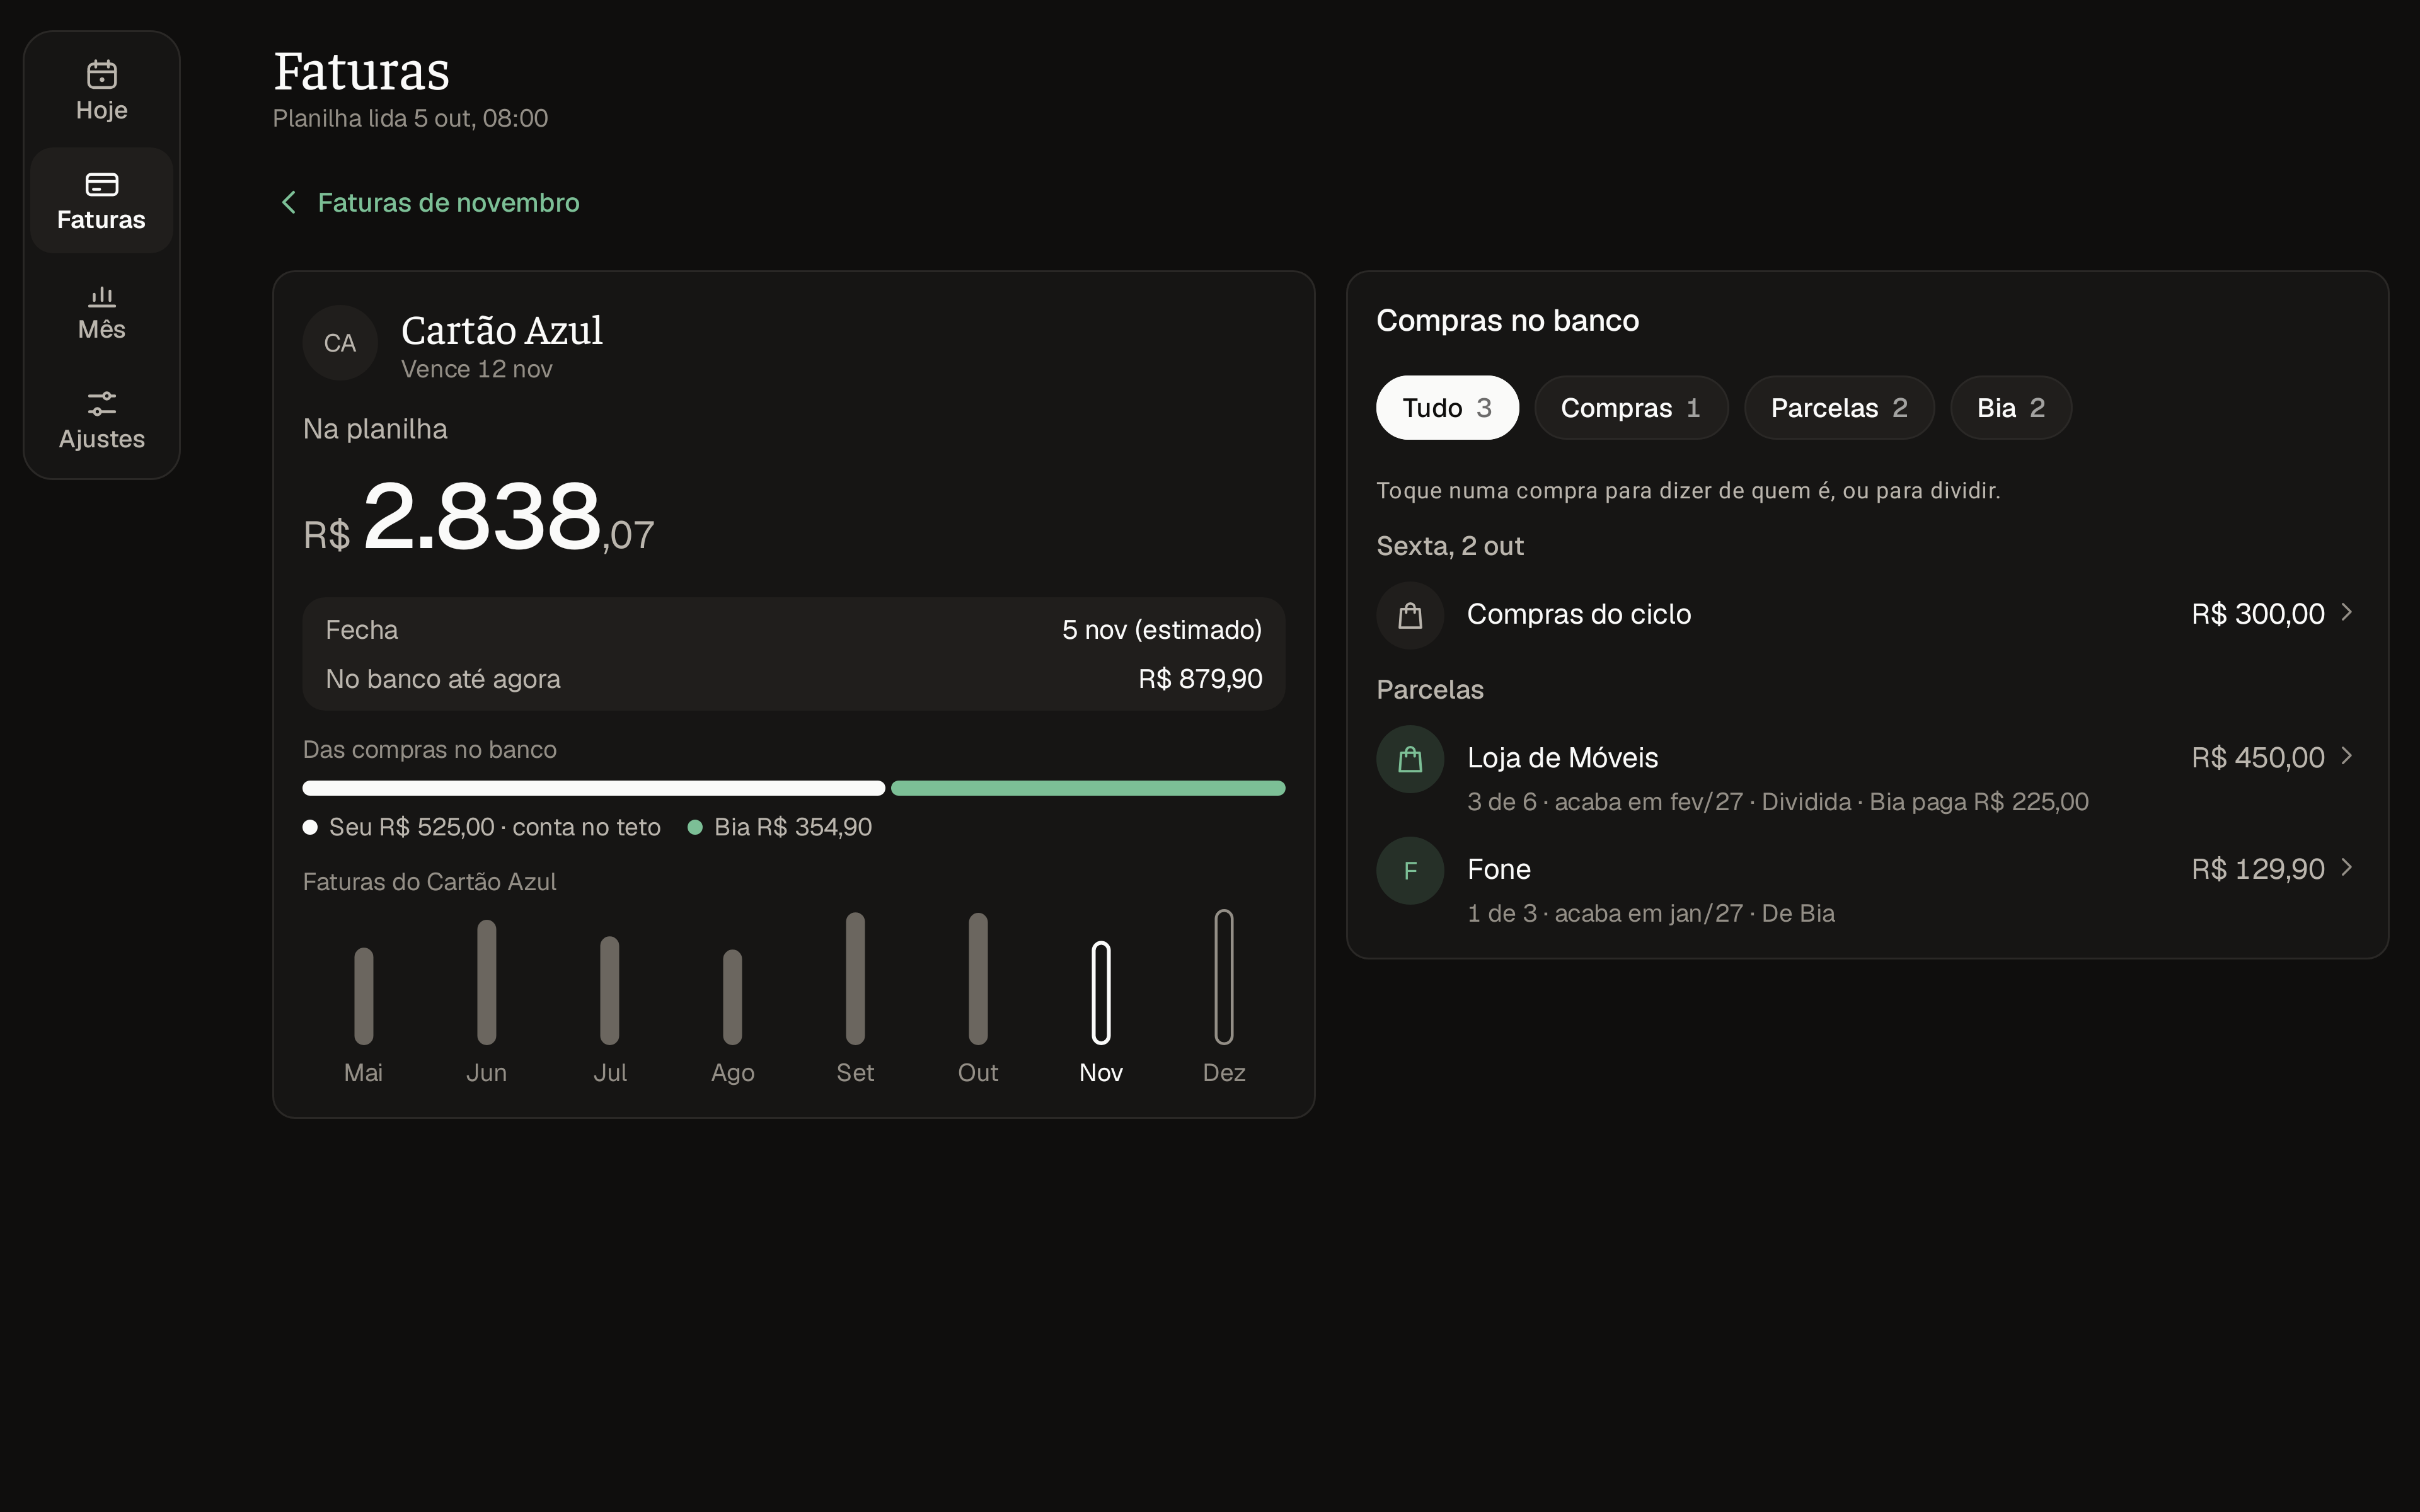 Hoje
Faturas
Mês
Ajustes
Faturas
Planilha lida 5 out, 08:00
Faturas de novembro
CA
Cartão Azul
Vence 12 nov
Na planilha
R$ 2.838,07
Fecha 5 nov (estimado)
No banco até agora R$ 879,90
Das compras no banco
Seu R$ 525,00 · conta no teto Bia R$ 354,90
Faturas do Cartão Azul
Mai Jun Jul Ago Set Out Nov Dez
Compras no banco
Tudo 3 Compras 1 Parcelas 2 Bia 2
Toque numa compra para dizer de quem é, ou para dividir.
Sexta, 2 out
Compras do ciclo R$ 300,00
Parcelas
Loja de Móveis R$ 450,00
3 de 6 · acaba em fev/27 · Dividida · Bia paga R$ 225,00
F
Fone R$ 129,90
1 de 3 · acaba em jan/27 · De Bia